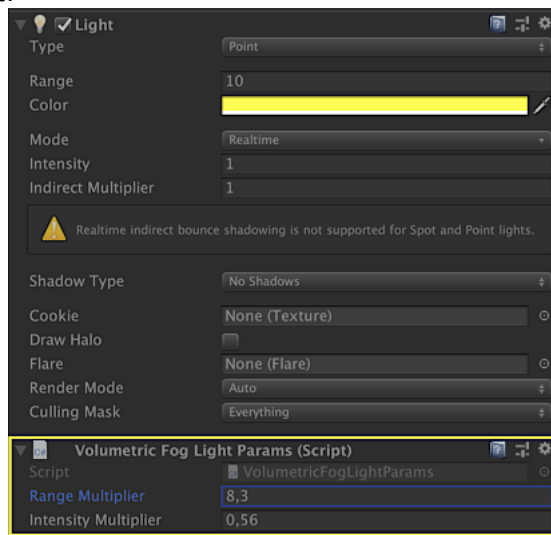 Light
Type Point
Range 10
Color
Mode Realtime
Intensity 1
Indirect Multiplier 1
Realtime indirect bounce shadowing is not supported for Spot and Point lights.
Shadow Type No Shadows
Cookie None (Texture)
Draw Halo
Flare None (Flare)
Render Mode Auto
Culling Mask Everything
Volumetric Fog Light Params (Script)
Script VolumetricFogLightParams
Range Multiplier 8,3
Intensity Multiplier 0,56